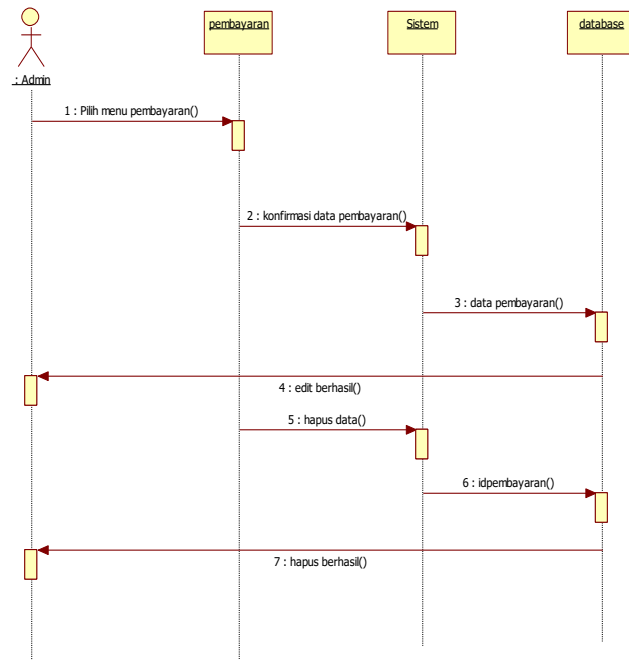 pembayaran
Sistem
database
: Admin
1 : Pilih menu pembayaran()
2 : konfirmasi data pembayaran()
3 : data pembayaran()
4 : edit berhasil()
5 : hapus data()
6 : idpembayaran()
7 : hapus berhasil()